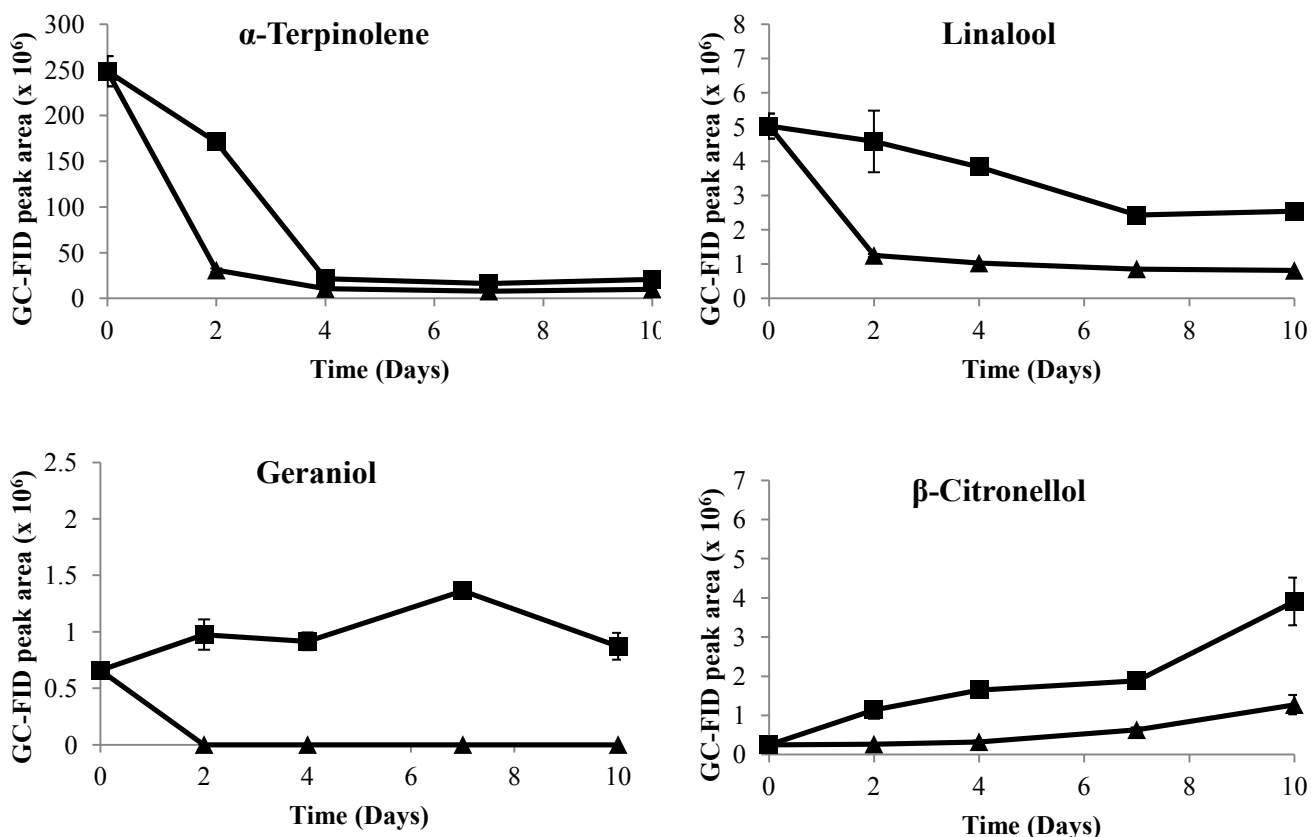 α-Terpinolene
GC-FID peak area (x 10⁶)
300
250
200
150
100
50
0
0 2 4 6 8 10
Time (Days)
Linalool
GC-FID peak area (x 10⁶)
8
7
6
5
4
3
2
1
0
0 2 4 6 8 10
Time (Days)
Geraniol
GC-FID peak area (x 10⁶)
2.5
2
1.5
1
0.5
0
0 2 4 6 8 10
Time (Days)
β-Citronellol
GC-FID peak area (x 10⁶)
7
6
5
4
3
2
1
0
0 2 4 6 8 10
Time (Days)